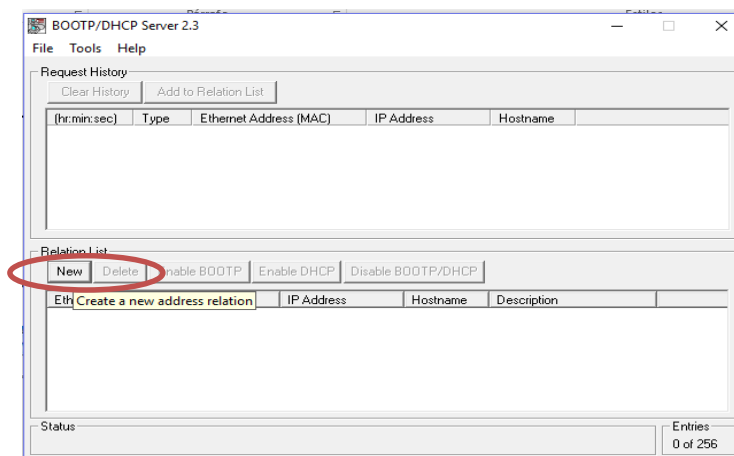 BOOTP/DHCP Server 2.3
File Tools Help
Request History
Clear History Add to Relation List
(hr:min:sec) Type Ethernet Address (MAC) IP Address Hostname
Relation List
New Delete Enable BOOTP Enable DHCP Disable BOOTP/DHCP
Create a new address relation IP Address Hostname Description
Status Entries
0 of 256